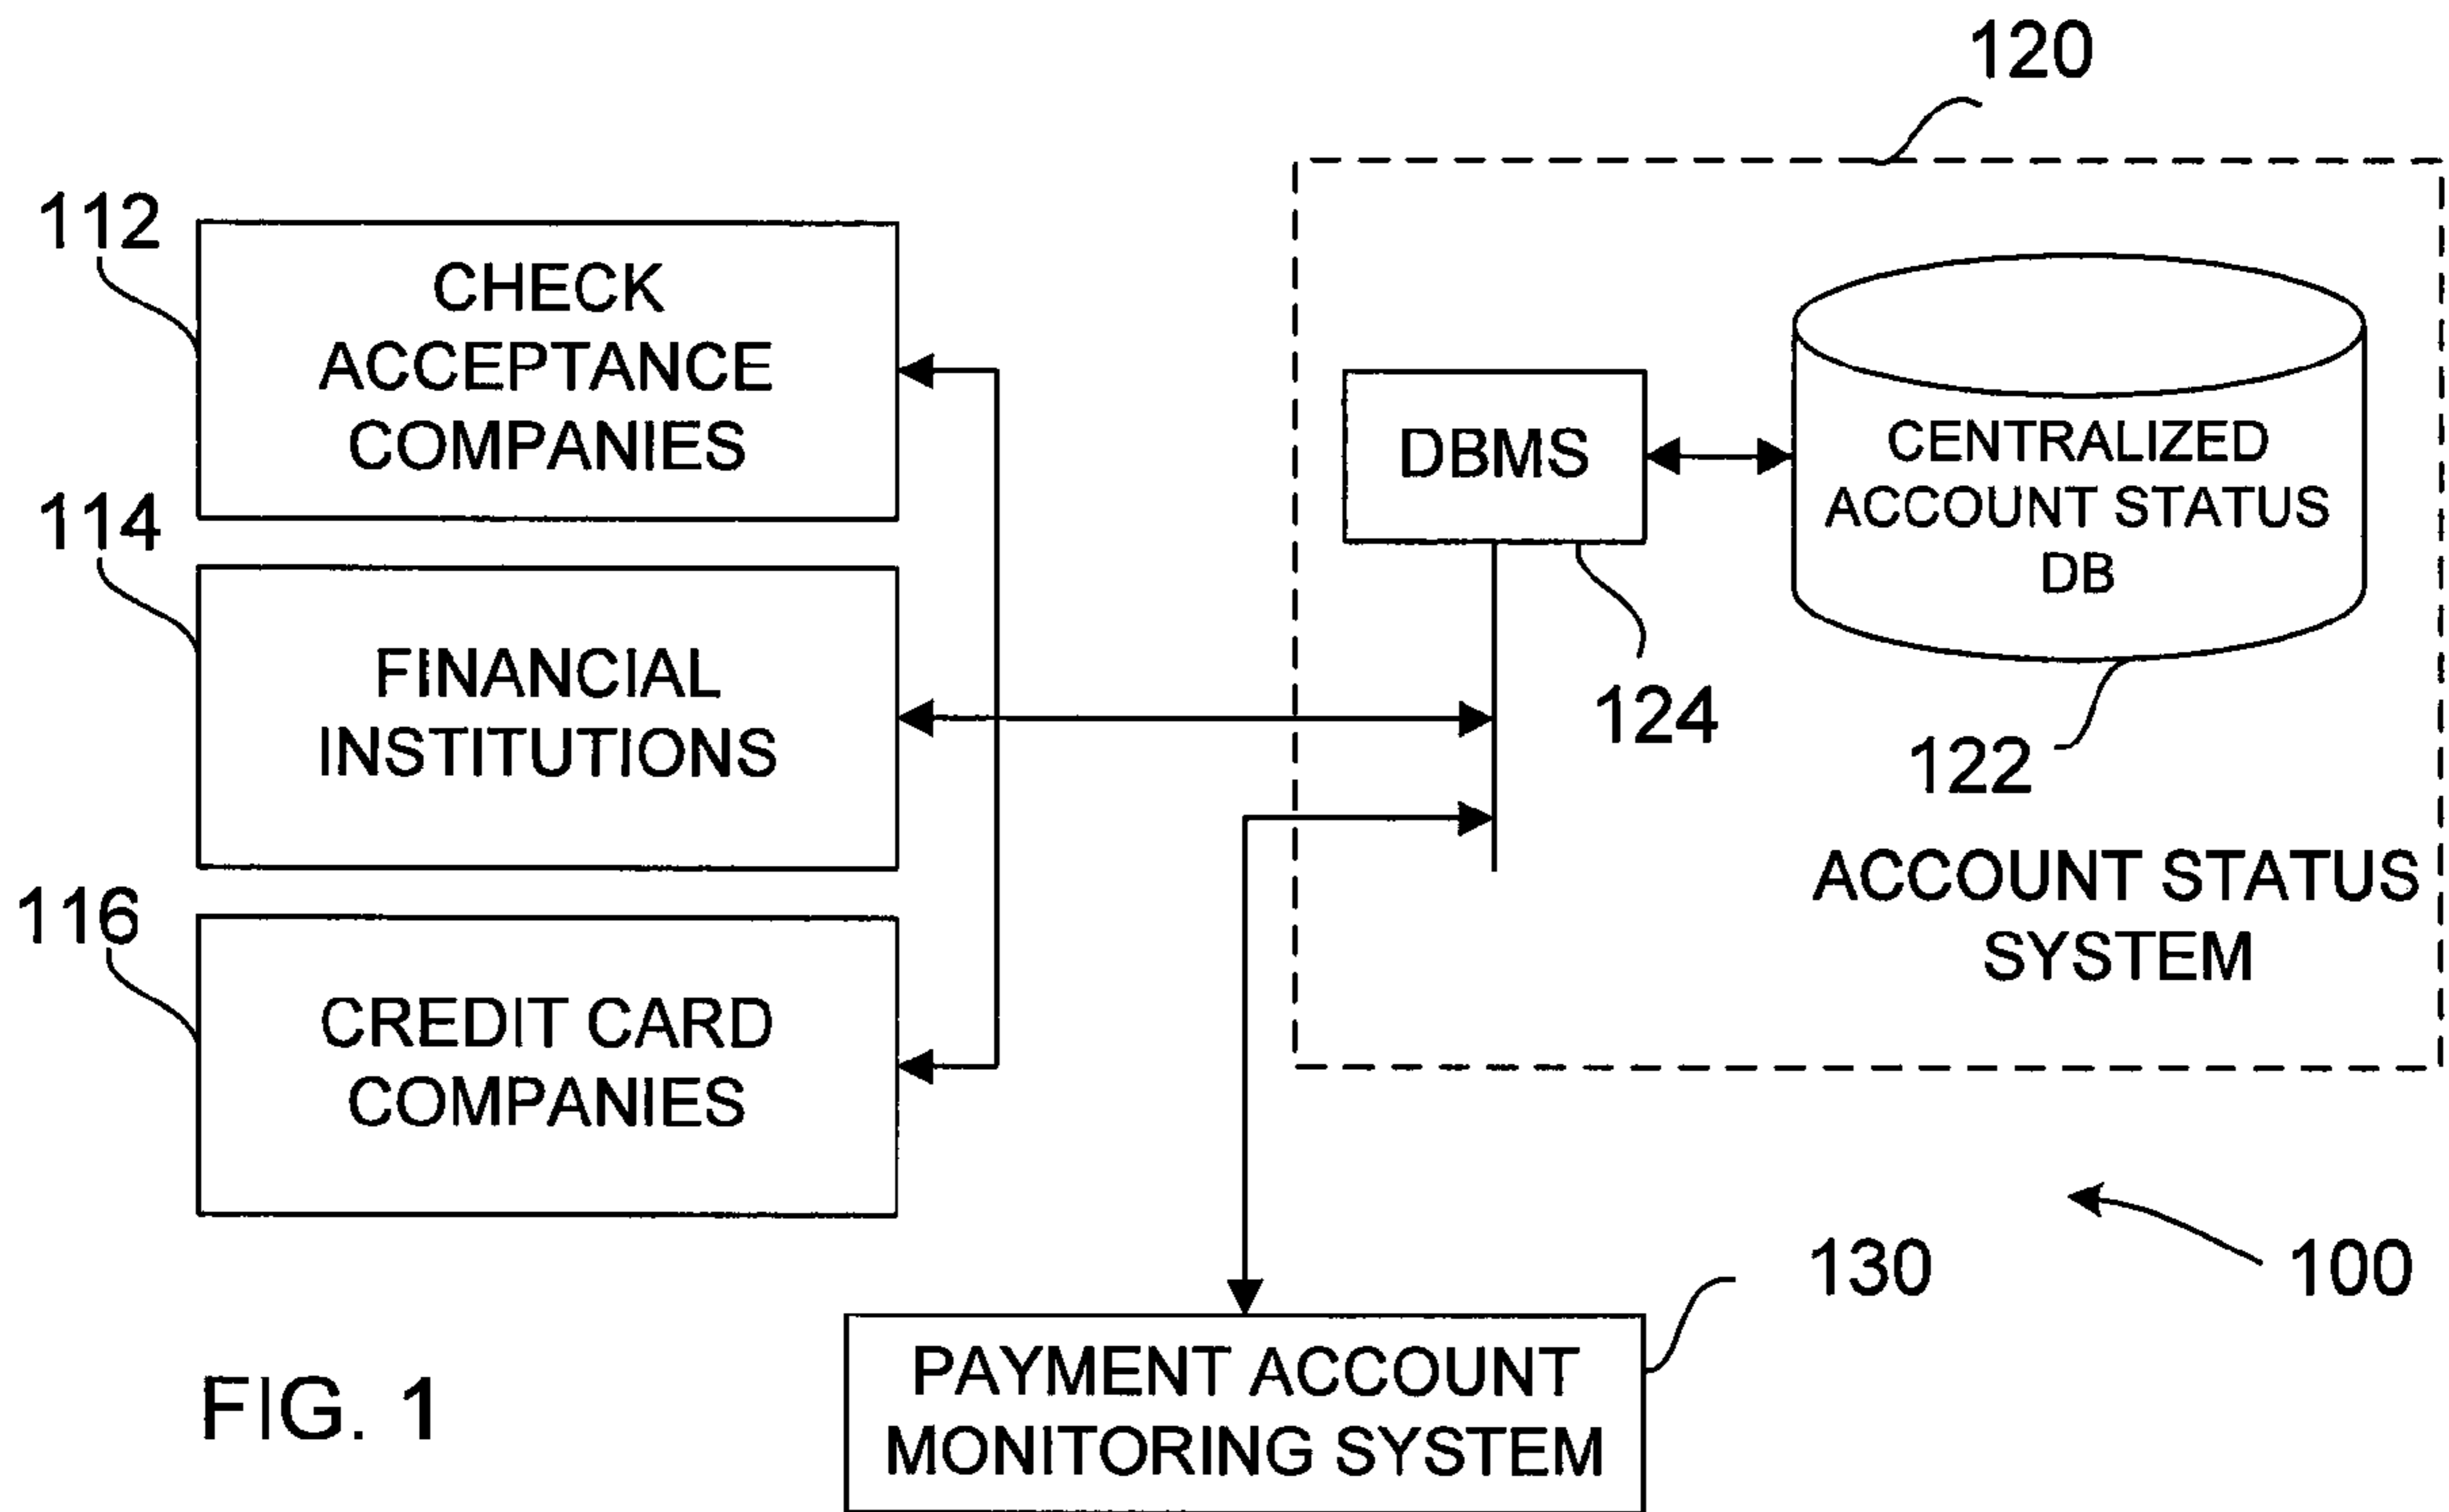 120
112
CHECK
ACCEPTANCE
COMPANIES
114
FINANCIAL
INSTITUTIONS
116
CREDIT CARD
COMPANIES
DBMS
124
CENTRALIZED
ACCOUNT STATUS
DB
122
ACCOUNT STATUS
SYSTEM
130
100
PAYMENT ACCOUNT
MONITORING SYSTEM
FIG. 1